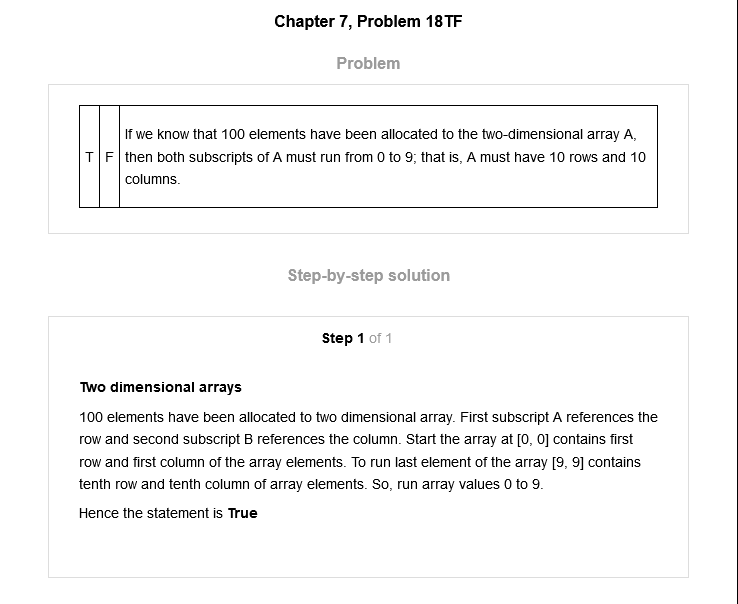 Chapter 7, Problem 18TF
Problem
T F If we know that 100 elements have been allocated to the two-dimensional array A,
then both subscripts of A must run from 0 to 9; that is, A must have 10 rows and 10
columns.
Step-by-step solution
Step 1 of 1
Two dimensional arrays
100 elements have been allocated to two dimensional array. First subscript A references the
row and second subscript B references the column. Start the array at [0, 0] contains first
row and first column of the array elements. To run last element of the array [9, 9] contains
tenth row and tenth column of array elements. So, run array values 0 to 9.
Hence the statement is True